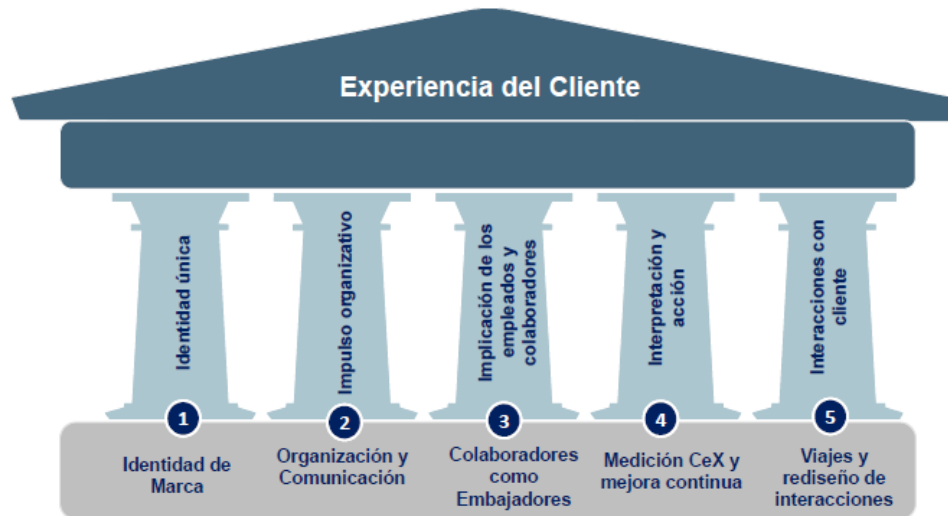 Experiencia del Cliente
Identidad única
Impulso organizativo
Implicación de los
empleados y
colaboradores
Interpretación y
acción
Interacciones con
cliente
1
2
3
4
5
Identidad de
Marca
Organización y
Comunicación
Colaboradores
como
Embajadores
Medición CeX y
mejora continua
Viajes y
rediseño de
interacciones